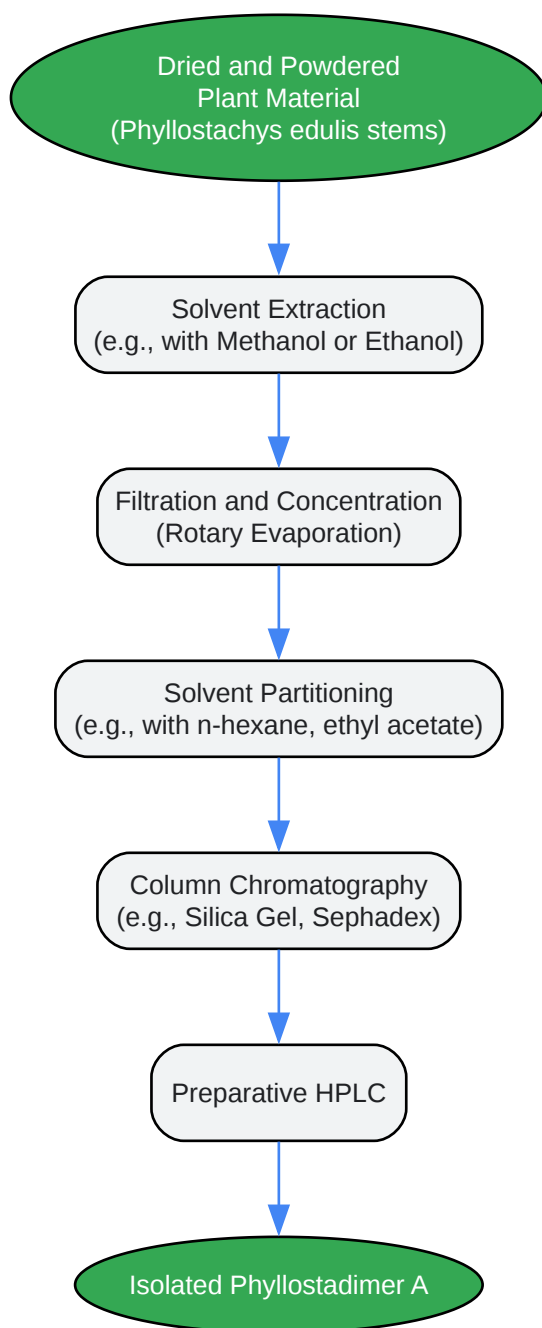 Dried and Powdered
Plant Material
(Phyllostachys edulis stems)
Solvent Extraction
(e.g., with Methanol or Ethanol)
Filtration and Concentration
(Rotary Evaporation)
Solvent Partitioning
(e.g., with n-hexane, ethyl acetate)
Column Chromatography
(e.g., Silica Gel, Sephadex)
Preparative HPLC
Isolated Phyllostadimer A